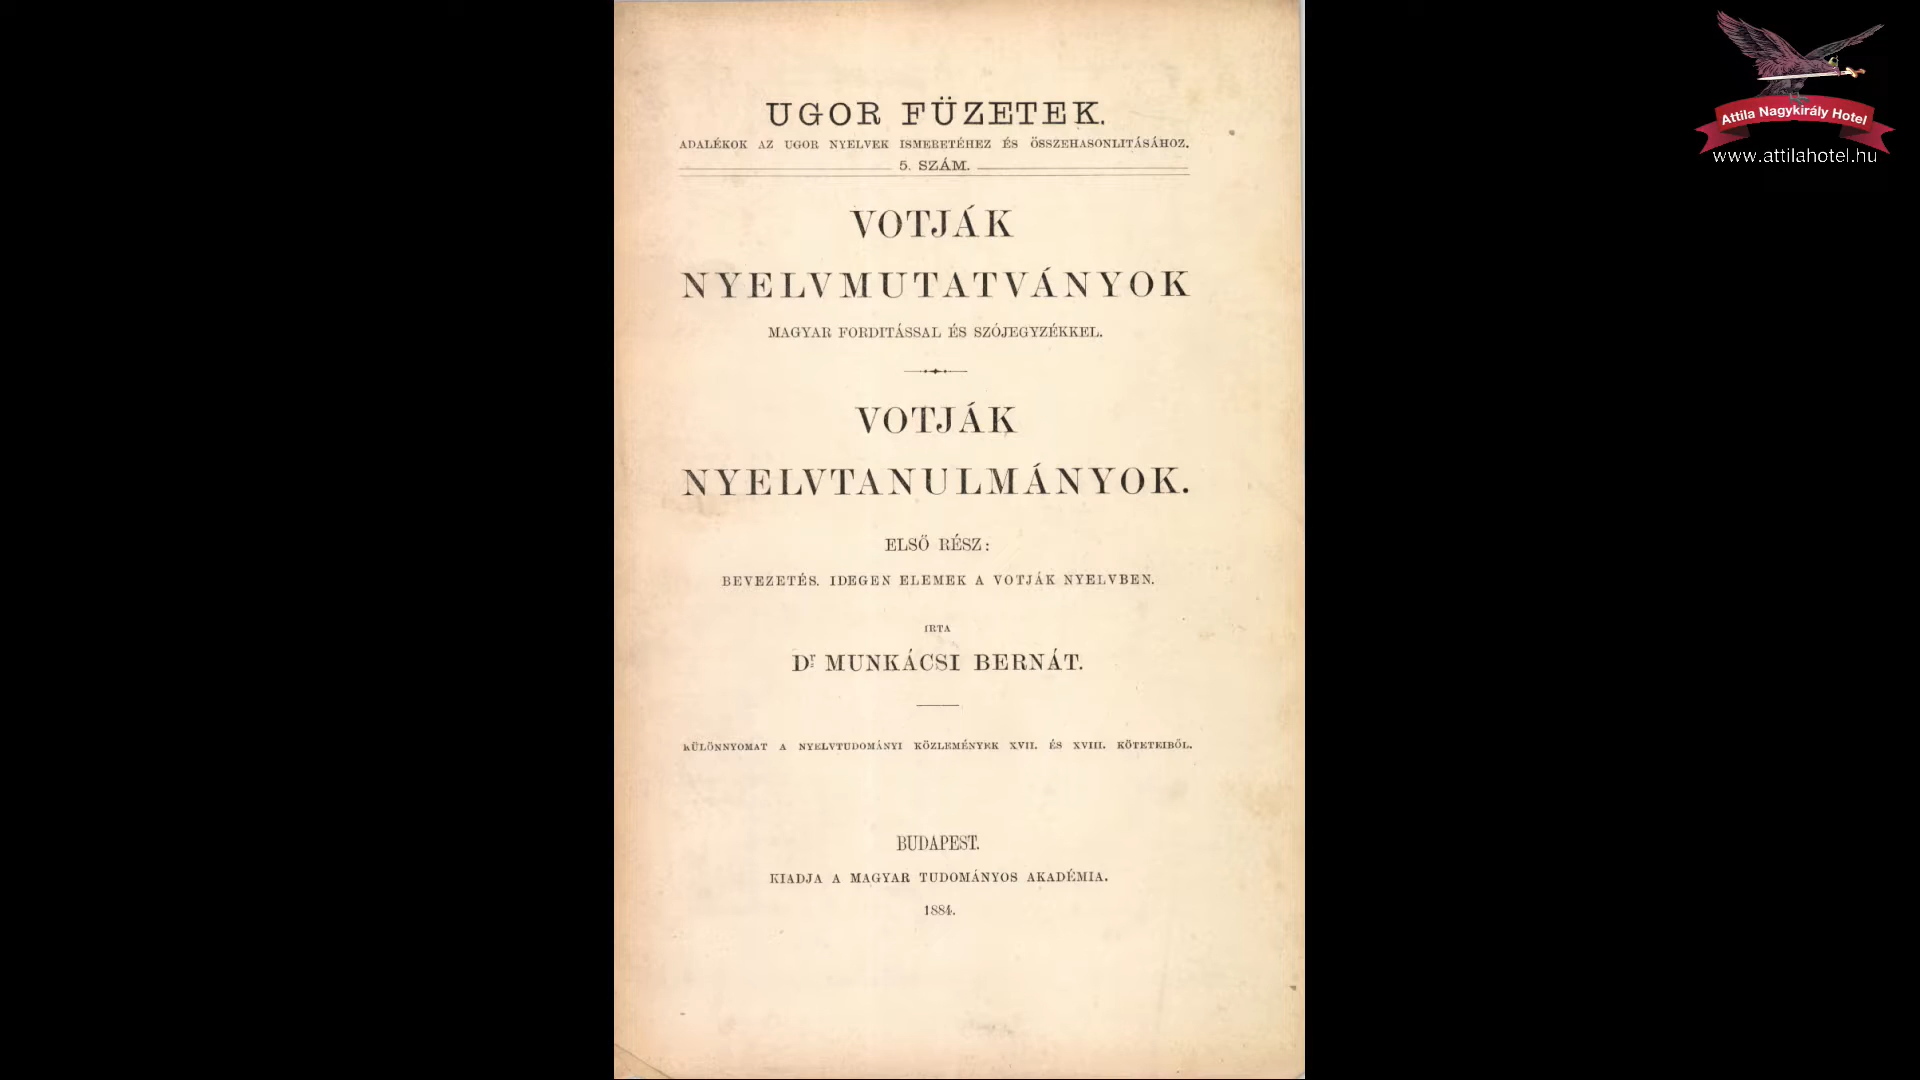 UGOR FÜZETEK.
ADALÉKOK AZ UGOR NYELVEK ISMERETÉHEZ ÉS ÖSSZEHASONLITÁSÁHOZ.
5. SZÁM.
VOTJÁK
NYELVMUTATVÁNYOK
MAGYAR FORDITÁSSAL ÉS SZÓJEGYZÉKKEL.
VOTJÁK
NYELVTANULMÁNYOK.
ELSŐ RÉSZ:
BEVEZETÉS. IDEGEN ELEMEK A VOTJÁK NYELVBEN.
IRTA
Dr MUNKÁCSI BERNÁT.
KÜLÖNNYOMAT A NYELVTUDOMÁNYI KÖZLEMÉNYEK XVII. ÉS XVIII. KÖTETEIBŐL.
BUDAPEST.
KIADJA A MAGYAR TUDOMÁNYOS AKADÉMIA.
1884.
Attila Nagykirály Hotel
www.attilahotel.hu